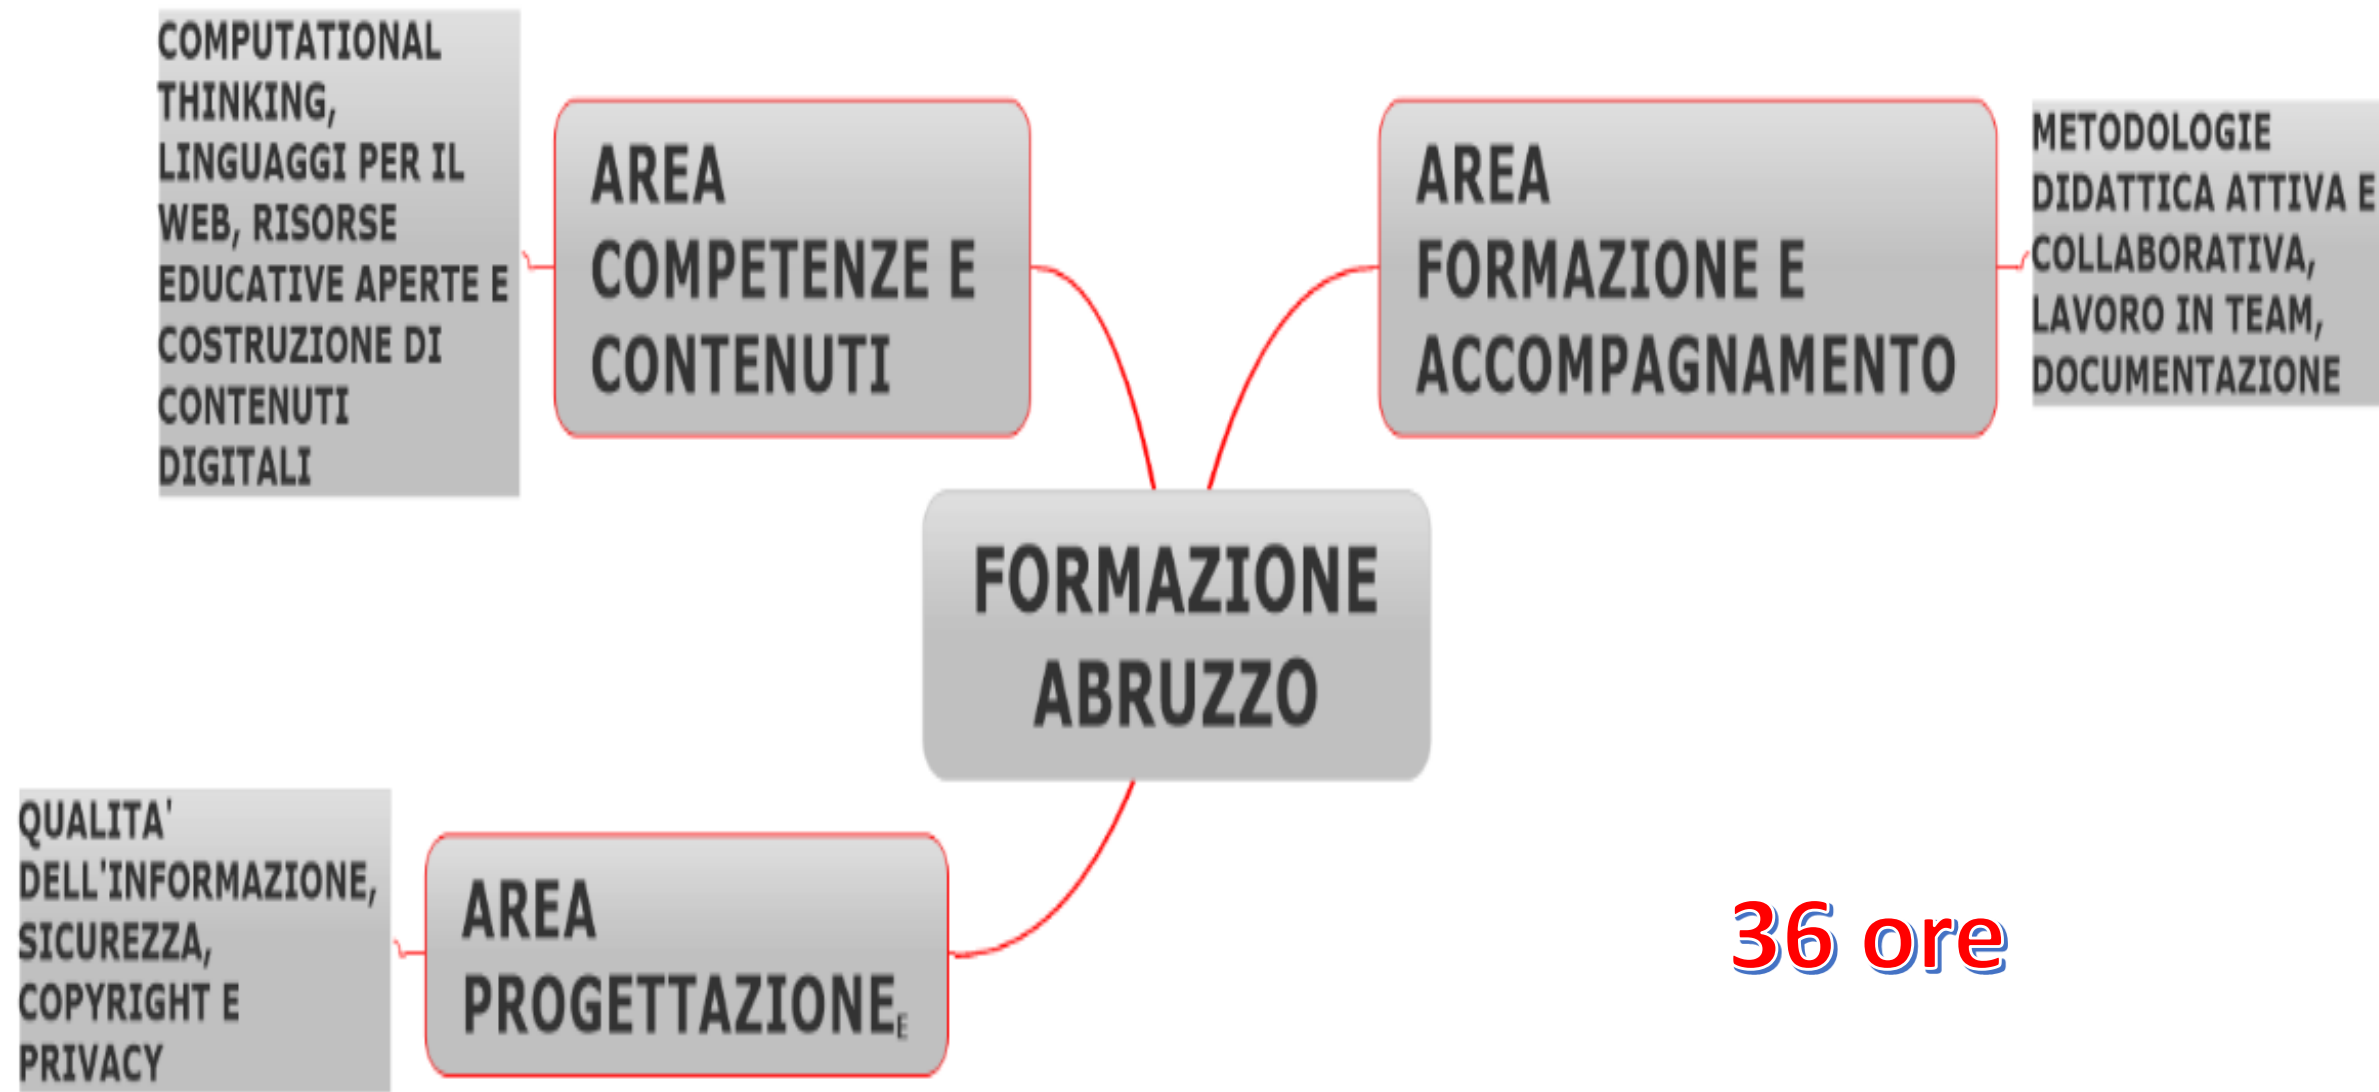 COMPUTATIONAL
THINKING,
LINGUAGGI PER IL
WEB, RISORSE
EDUCATIVE APERTE E
COSTRUZIONE DI
CONTENUTI
DIGITALI
AREA
COMPETENZE E
CONTENUTI
AREA
FORMAZIONE E
ACCOMPAGNAMENTO
METODOLOGIE
DIDATTICA ATTIVA E
COLLABORATIVA,
LAVORO IN TEAM,
DOCUMENTAZIONE
FORMAZIONE
ABRUZZO
QUALITA'
DELL'INFORMAZIONE,
SICUREZZA,
COPYRIGHT E
PRIVACY
AREA
PROGETTAZIONE E
36 ore